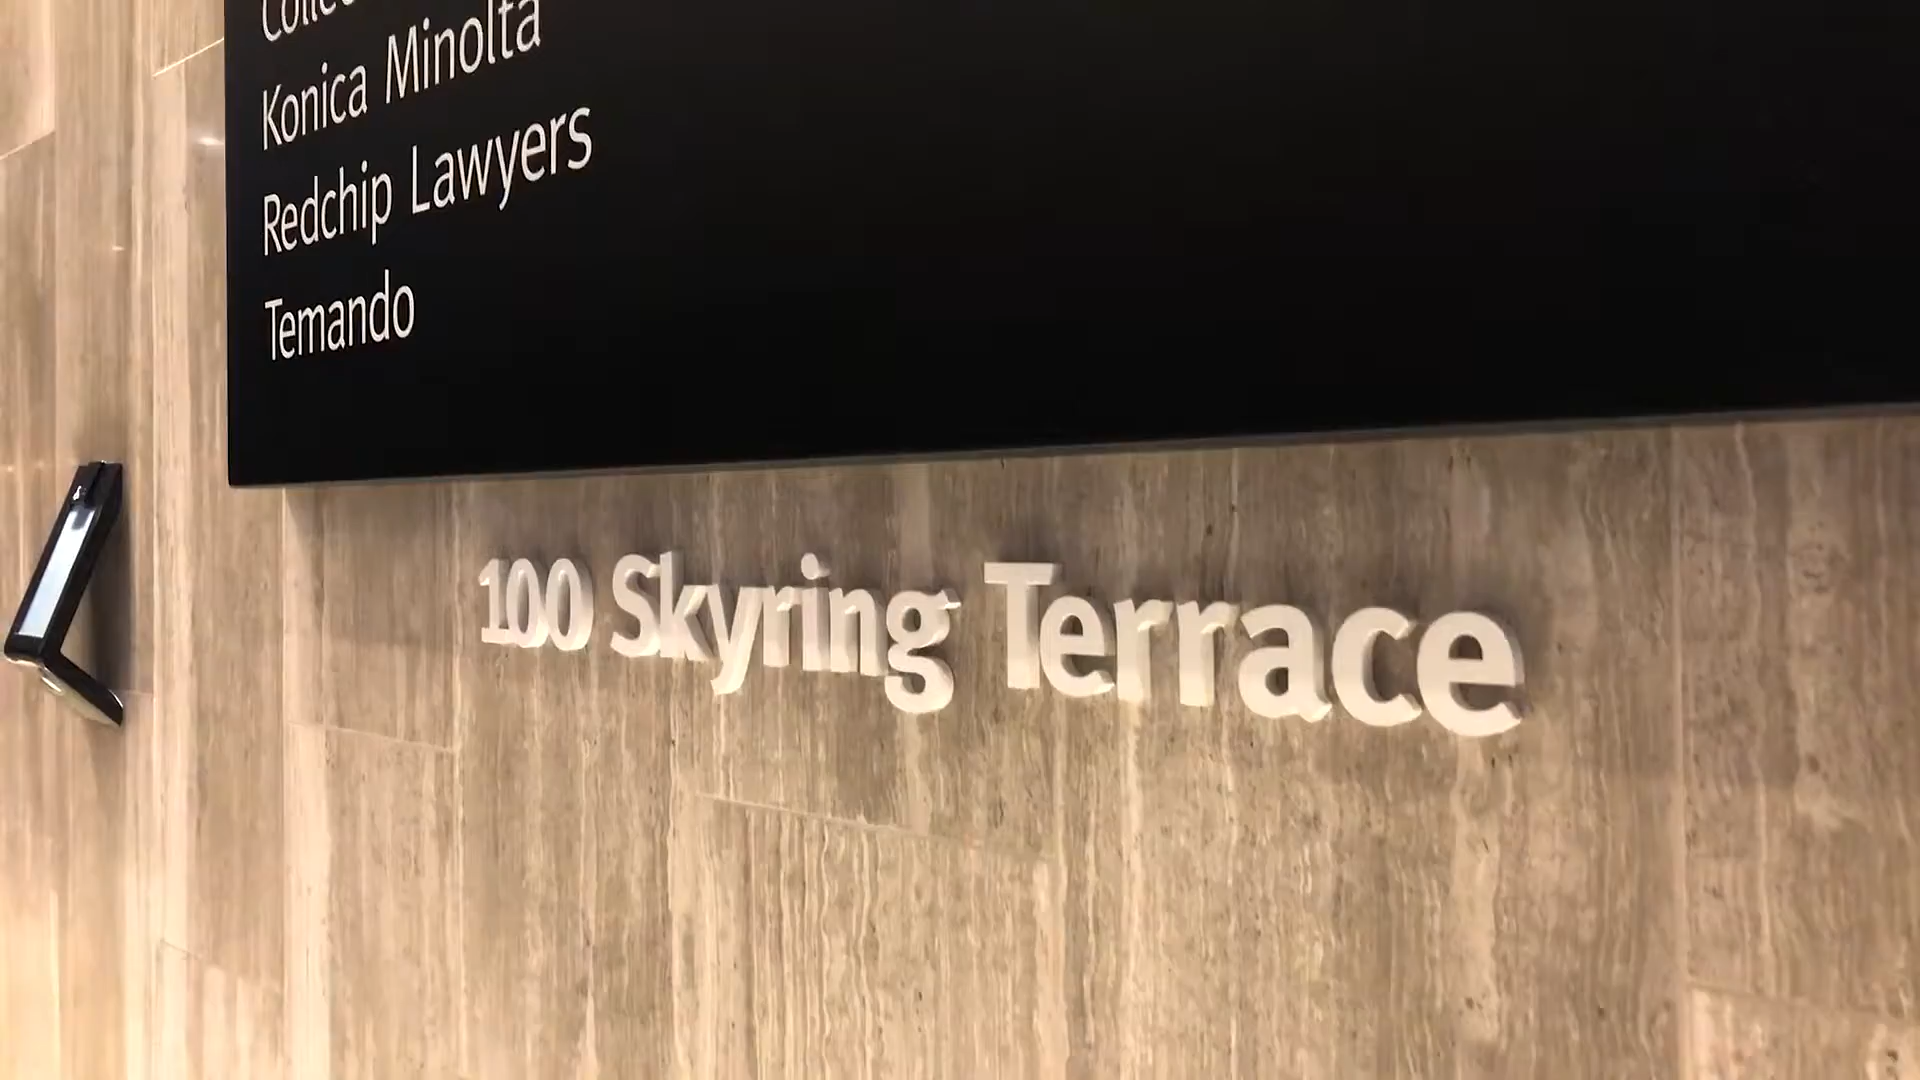 Konica Minolta
Redchip Lawyers
Temando
100 Skyring Terrace